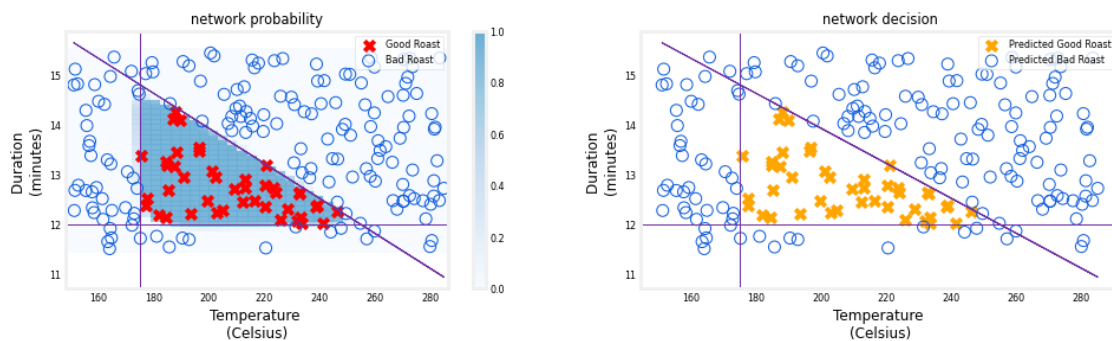 network probability
Good Roast
Bad Roast
1.0
0.8
0.6
0.4
0.2
0.0
15
14
13
12
11
Duration
(minutes)
160
180
200
220
240
260
280
Temperature
(Celsius)
network decision
Predicted Good Roast
Predicted Bad Roast
15
14
13
12
11
Duration
(minutes)
160
180
200
220
240
260
280
Temperature
(Celsius)